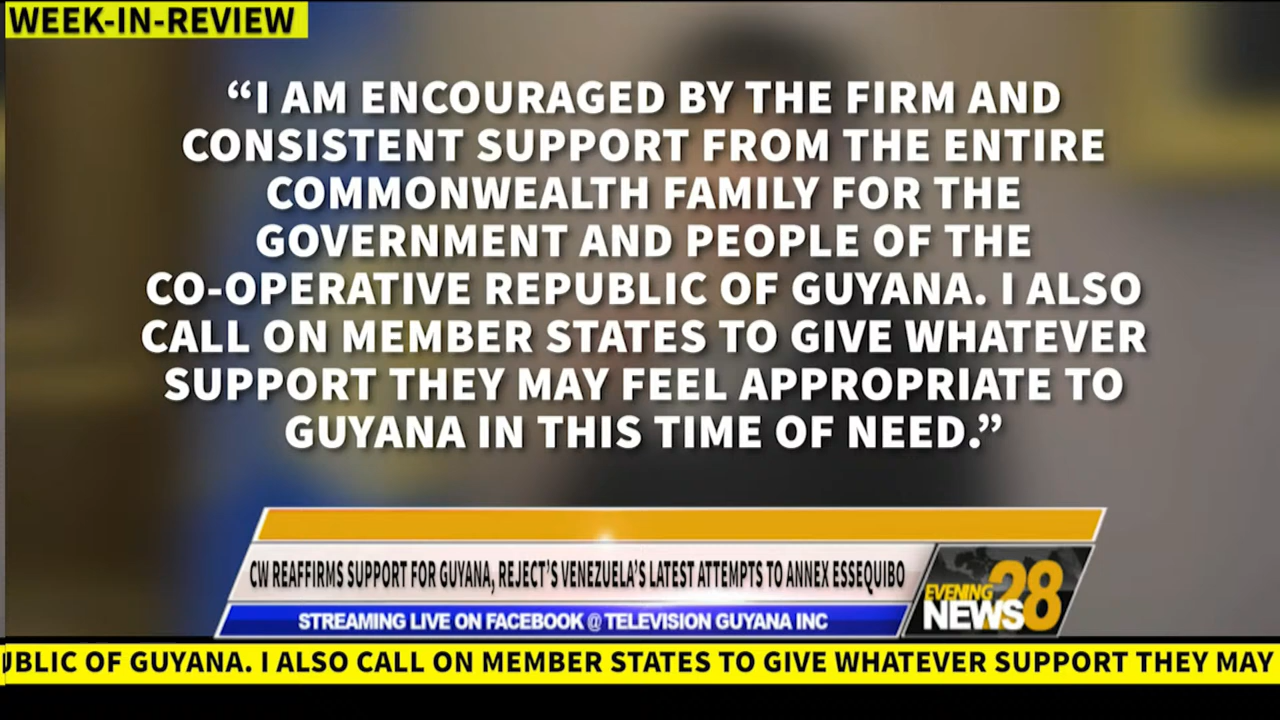 WEEK-IN-REVIEW
“I AM ENCOURAGED BY THE FIRM AND
CONSISTENT SUPPORT FROM THE ENTIRE
COMMONWEALTH FAMILY FOR THE
GOVERNMENT AND PEOPLE OF THE
CO-OPERATIVE REPUBLIC OF GUYANA. I ALSO
CALL ON MEMBER STATES TO GIVE WHATEVER
SUPPORT THEY MAY FEEL APPROPRIATE TO
GUYANA IN THIS TIME OF NEED.”
CW REAFFIRMS SUPPORT FOR GUYANA, REJECT'S VENEZUELA'S LATEST ATTEMPTS TO ANNEX ESSEQUIBO
STREAMING LIVE ON FACEBOOK @ TELEVISION GUYANA INC
EVENING
NEWS 28
UBLIC OF GUYANA. I ALSO CALL ON MEMBER STATES TO GIVE WHATEVER SUPPORT THEY MAY